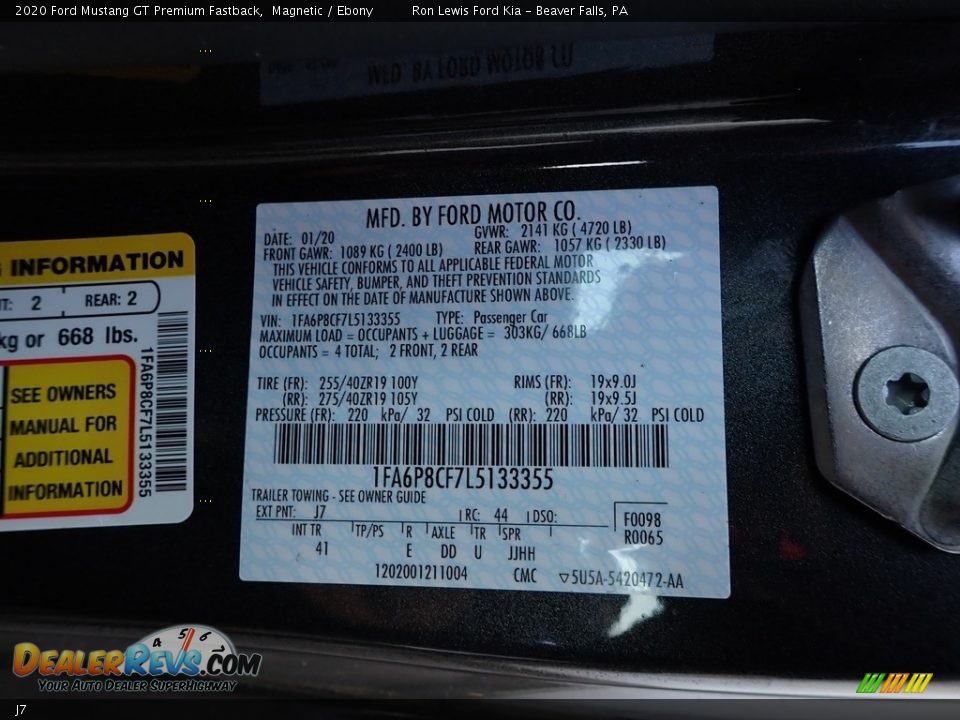 2020 Ford Mustang GT Premium Fastback, Magnetic / Ebony Ron Lewis Ford Kia - Beaver Falls, PA
MFD. BY FORD MOTOR CO.
DATE: 01/20 GVWR: 2141 KG ( 4720 LB)
FRONT GAWR: 1089 KG ( 2400 LB) REAR GAWR: 1057 KG ( 2330 LB)
THIS VEHICLE CONFORMS TO ALL APPLICABLE FEDERAL MOTOR
VEHICLE SAFETY, BUMPER, AND THEFT PREVENTION STANDARDS
IN EFFECT ON THE DATE OF MANUFACTURE SHOWN ABOVE.
VIN: 1FA6P8CF7L5133355 TYPE: Passenger Car
MAXIMUM LOAD = OCCUPANTS + LUGGAGE = 303KG/ 668LB
OCCUPANTS = 4 TOTAL; 2 FRONT, 2 REAR
TIRE (FR): 255/40ZR19 100Y RIMS (FR): 19x9.0J
(RR): 275/40ZR19 105Y (RR): 19x9.5J
PRESSURE (FR): 220 kPa/ 32 PSI COLD (RR): 220 kPa/ 32 PSI COLD
1FA6P8CF7L5133355
TRAILER TOWING - SEE OWNER GUIDE
EXT PNT: J7 RC: 44 DSO: F0098
R0065
INT TR TP/PS R AXLE TR SPR
41 E DD U JJHH
1202001211004 CMC 5U5A-5420472-AA
INFORMATION
2 REAR: 2
kg or 668 lbs.
SEE OWNERS
MANUAL FOR
ADDITIONAL
INFORMATION
1FA6P8CF7L5133355
4 5 6
DealerRevs.com
Your Auto Dealer SuperHighway
J7